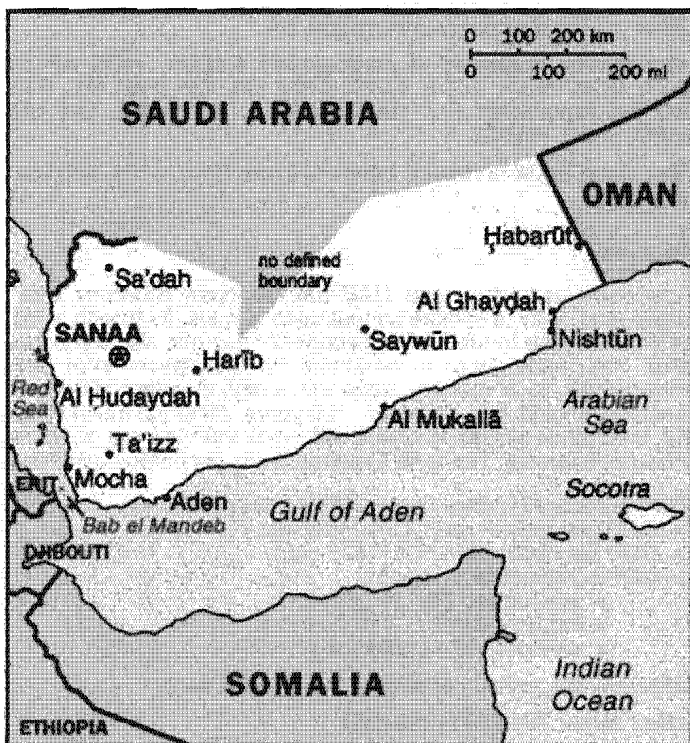 0 100 200 km
0 100 200 mi
SAUDI ARABIA
OMAN
Ḩabarūt
no defined
boundary
Şa'dah
Al Ghayḑah
SANAA
Saywūn
Nishtūn
Ḩarīb
Red
Sea
Al Hudaydah
Al Mukallā
Arabian
Sea
Ta'izz
Mocha
ERIT.
Socotra
Aden
Gulf of Aden
Bab el Mandeb
DJIBOUTI
SOMALIA
Indian
Ocean
ETHIOPIA